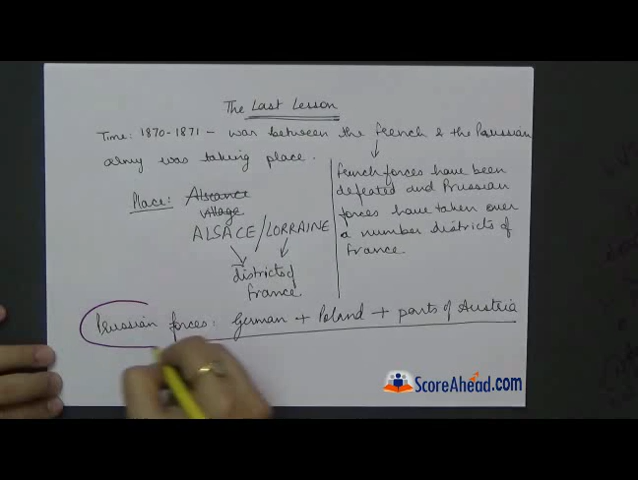 The Last Lesson
Time: 1870-1871 - war between the French & the Prussian
army was taking place.
Place: Alscance
Village
ALSACE/LORRAINE
districts of
France
French forces have been
defeated and Prussian
forces have taken over
a number districts of
France
Prussian forces: German + Poland + parts of Austria
ScoreAhead.com